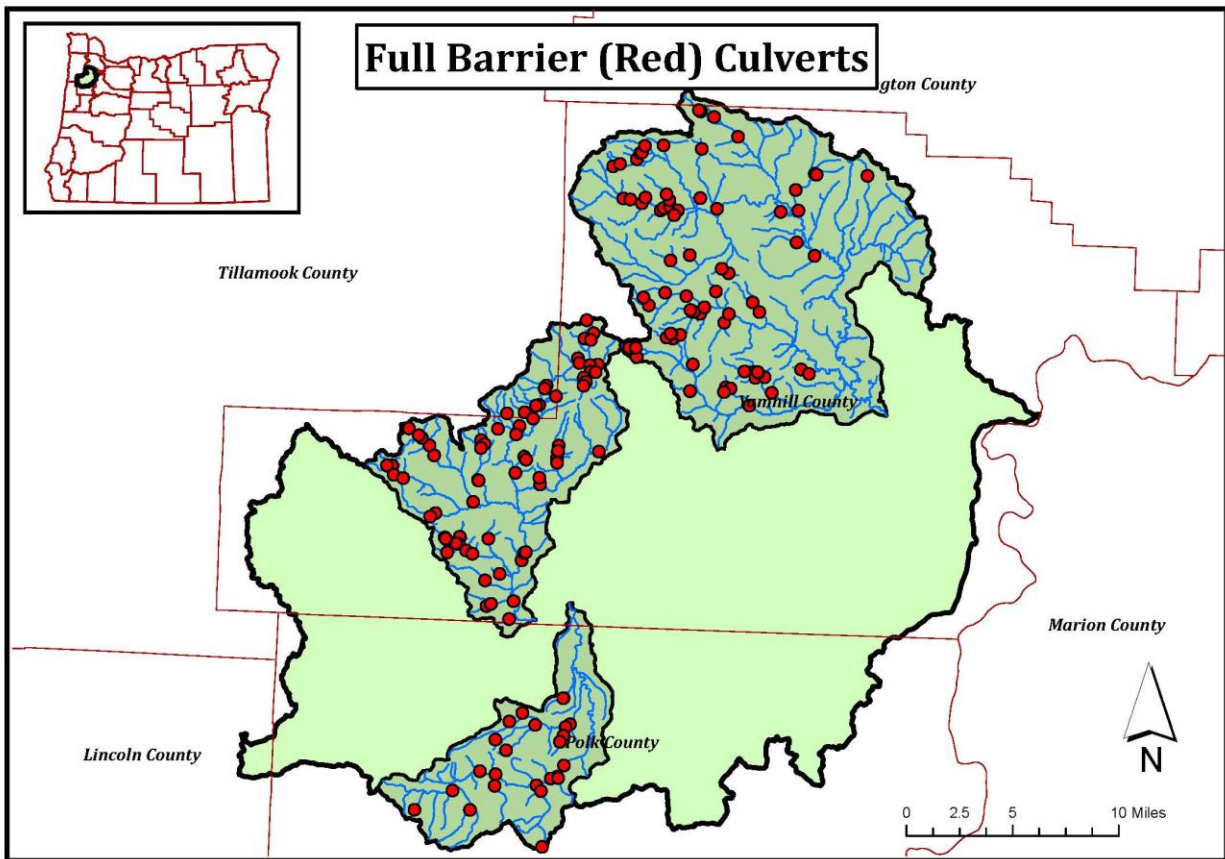 Full Barrier (Red) Culverts
gton County
Tillamook County
Yamhill County
Marion County
Lincoln County
Polk County
N
0 2.5 5 10 Miles